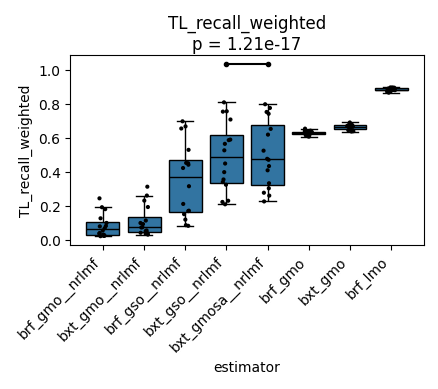 TL_recall_weighted
p = 1.21e-17
TL_recall_weighted
1.0
0.8
0.6
0.4
0.2
0.0
brf_gmo__nrlmf
bxt_gmo__nrlmf
brf_gso__nrlmf
bxt_gso__nrlmf
bxt_gmosa__nrlmf
brf_gmo
bxt_gmo
brf_lmo
estimator